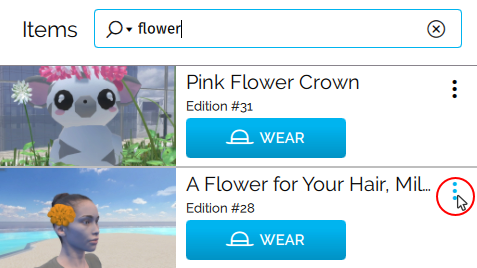 Items
flower
Pink Flower Crown
Edition #31
WEAR
A Flower for Your Hair, Mil...
Edition #28
WEAR